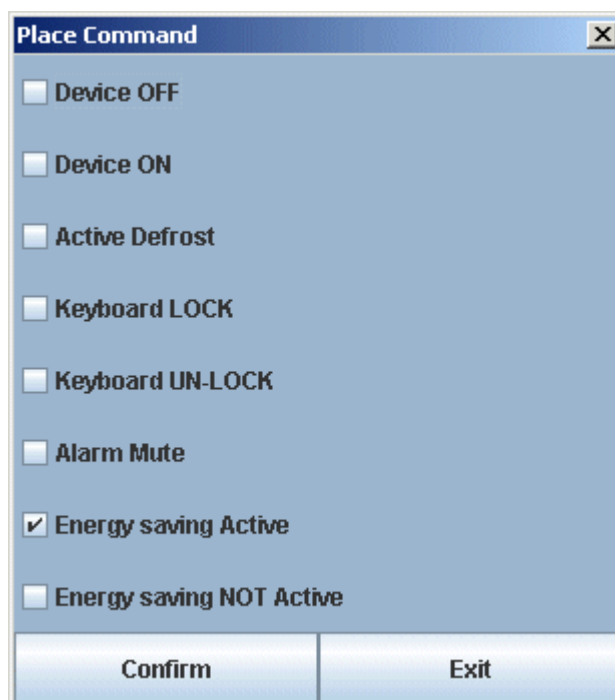 Place Command
Device OFF
Device ON
Active Defrost
Keyboard LOCK
Keyboard UN-LOCK
Alarm Mute
Energy saving Active
Energy saving NOT Active
Confirm Exit